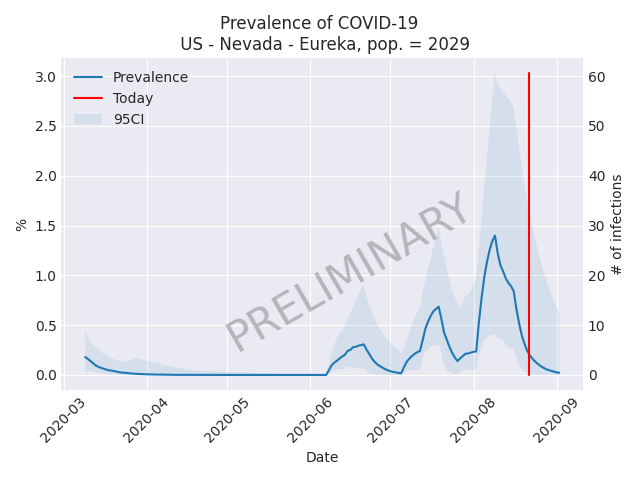 Prevalence of COVID-19
US - Nevada - Eureka, pop. = 2029
Prevalence
Today
95CI
PRELIMINARY
%
3.0
2.5
2.0
1.5
1.0
0.5
0.0
# of infections
60
50
40
30
20
10
0
2020-03
2020-04
2020-05
2020-06
2020-07
2020-08
2020-09
Date